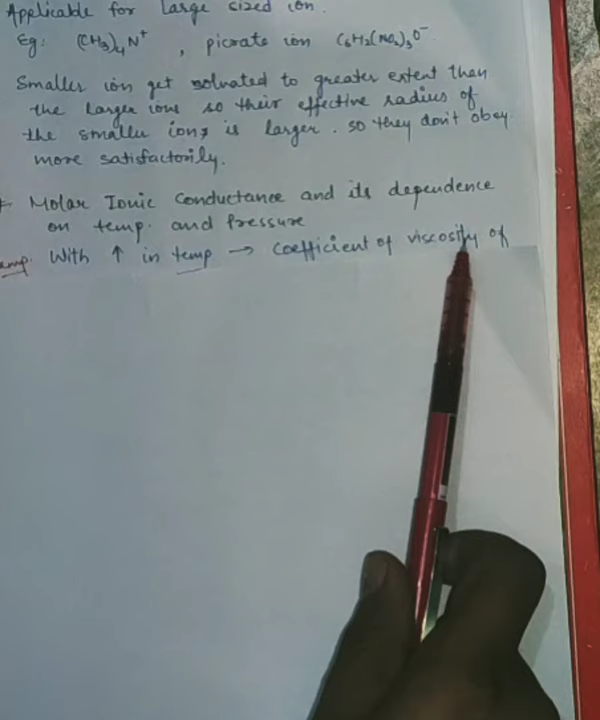 Applicable for Large sized ion.
Eg: (CH3)4N+ , picrate ion C6H2(NO2)3O-
Smaller ion get solvated to greater extent than
the larger ions so their effective radius of
the smaller ions is larger. so they don't obey
more satisfactorily.
Molar Ionic Conductance and its dependence
on temp. and Pressure
With ↑ in temp → Coefficient of viscosity of